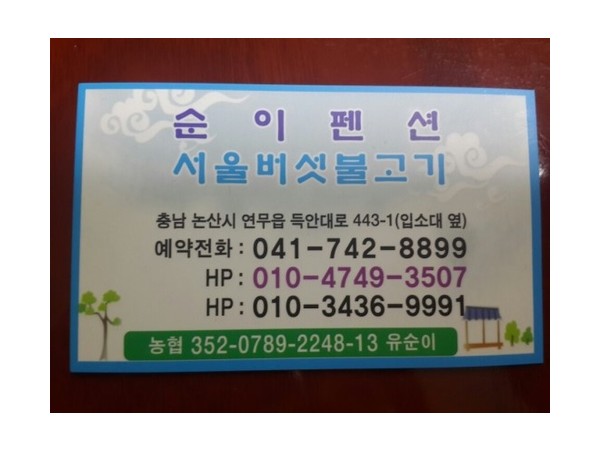 순이펜션
서울버섯불고기
충남 논산시 연무읍 득안대로 443-1(입소대 옆)
예약전화 : 041-742-8899
HP : 010-4749-3507
HP : 010-3436-9991
농협 352-0789-2248-13 유순이